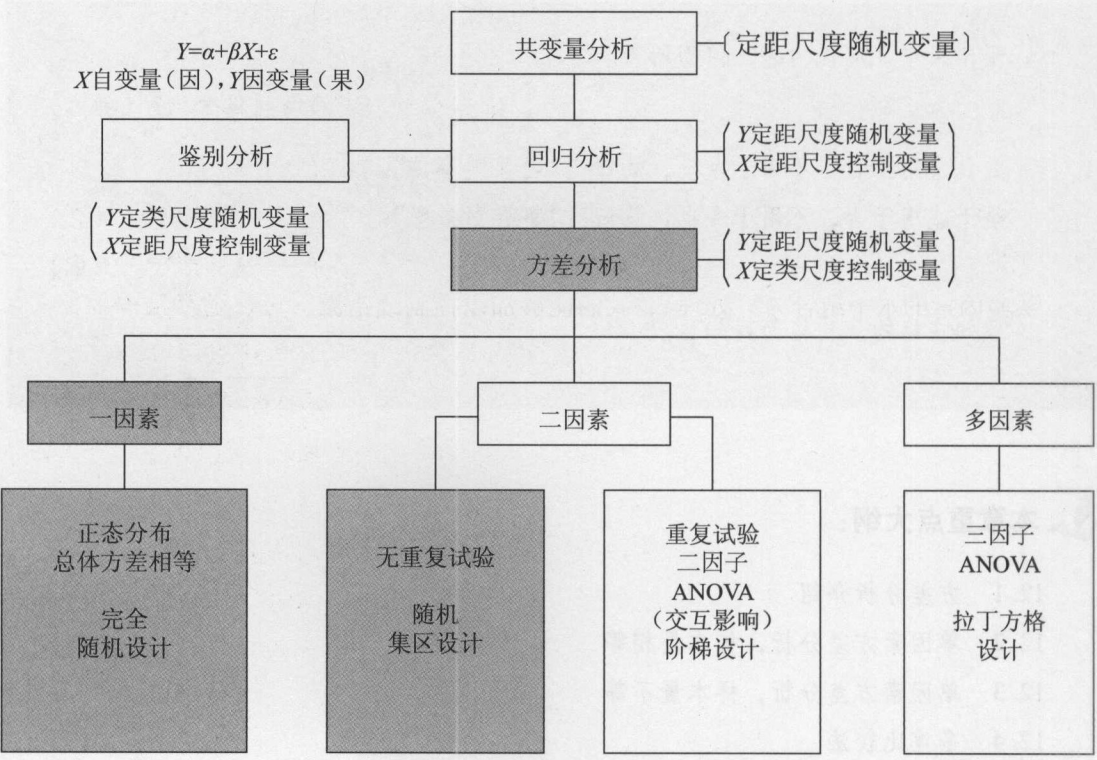 共变量分析
〔定距尺度随机变量〕
Y=α+βX+ε
X自变量(因),Y因变量(果)
鉴别分析
回归分析
Y定距尺度随机变量
X定距尺度控制变量
Y定类尺度随机变量
X定距尺度控制变量
方差分析
Y定距尺度随机变量
X定类尺度控制变量
一因素
二因素
多因素
正态分布
总体方差相等
完全
随机设计
无重复试验
随机
集区设计
重复试验
二因子
ANOVA
(交互影响)
阶梯设计
三因子
ANOVA
拉丁方格
设计